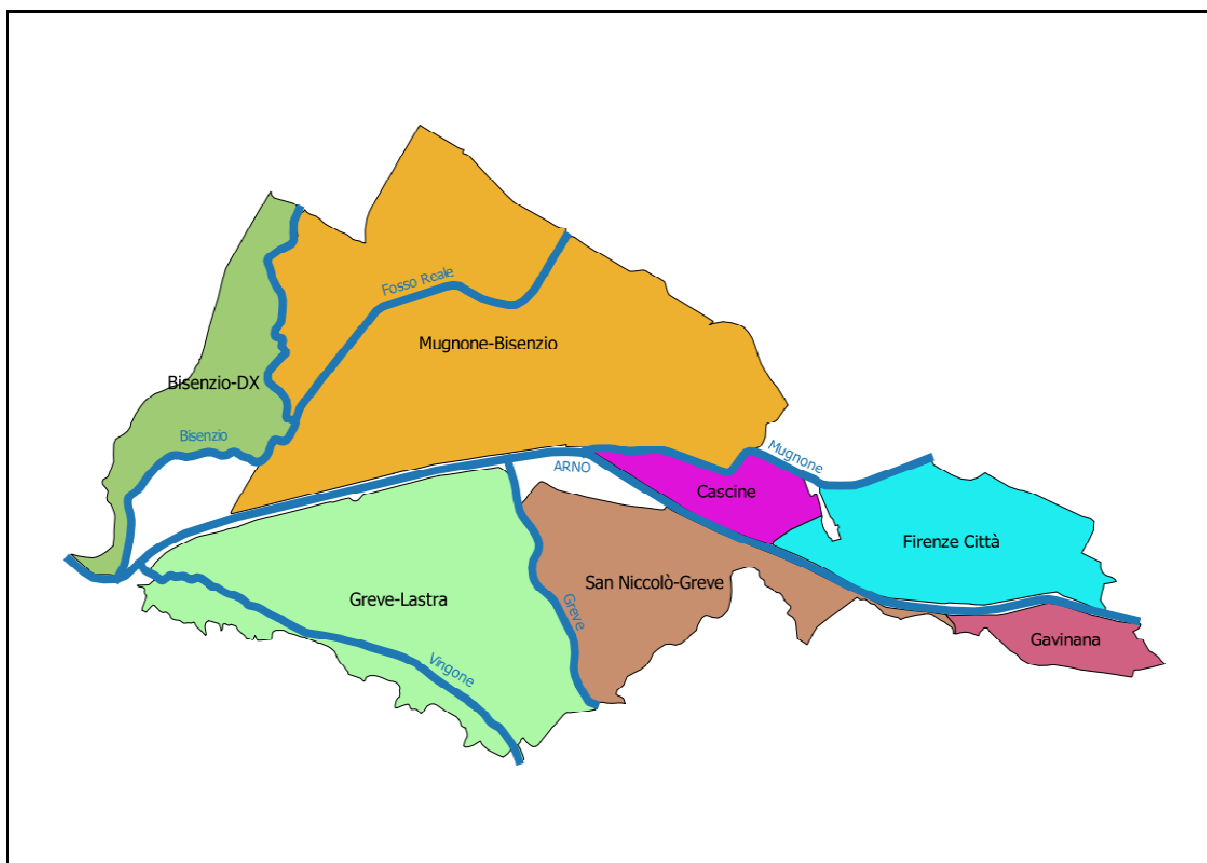 Fosso Reale
Mugnone-Bisenzio
Bisenzio-DX
Bisenzio
Mugnone
ARNO
Cascine
Firenze Città
San Niccolò-Greve
Greve-Lastra
Greve
Gavinana
Vingone